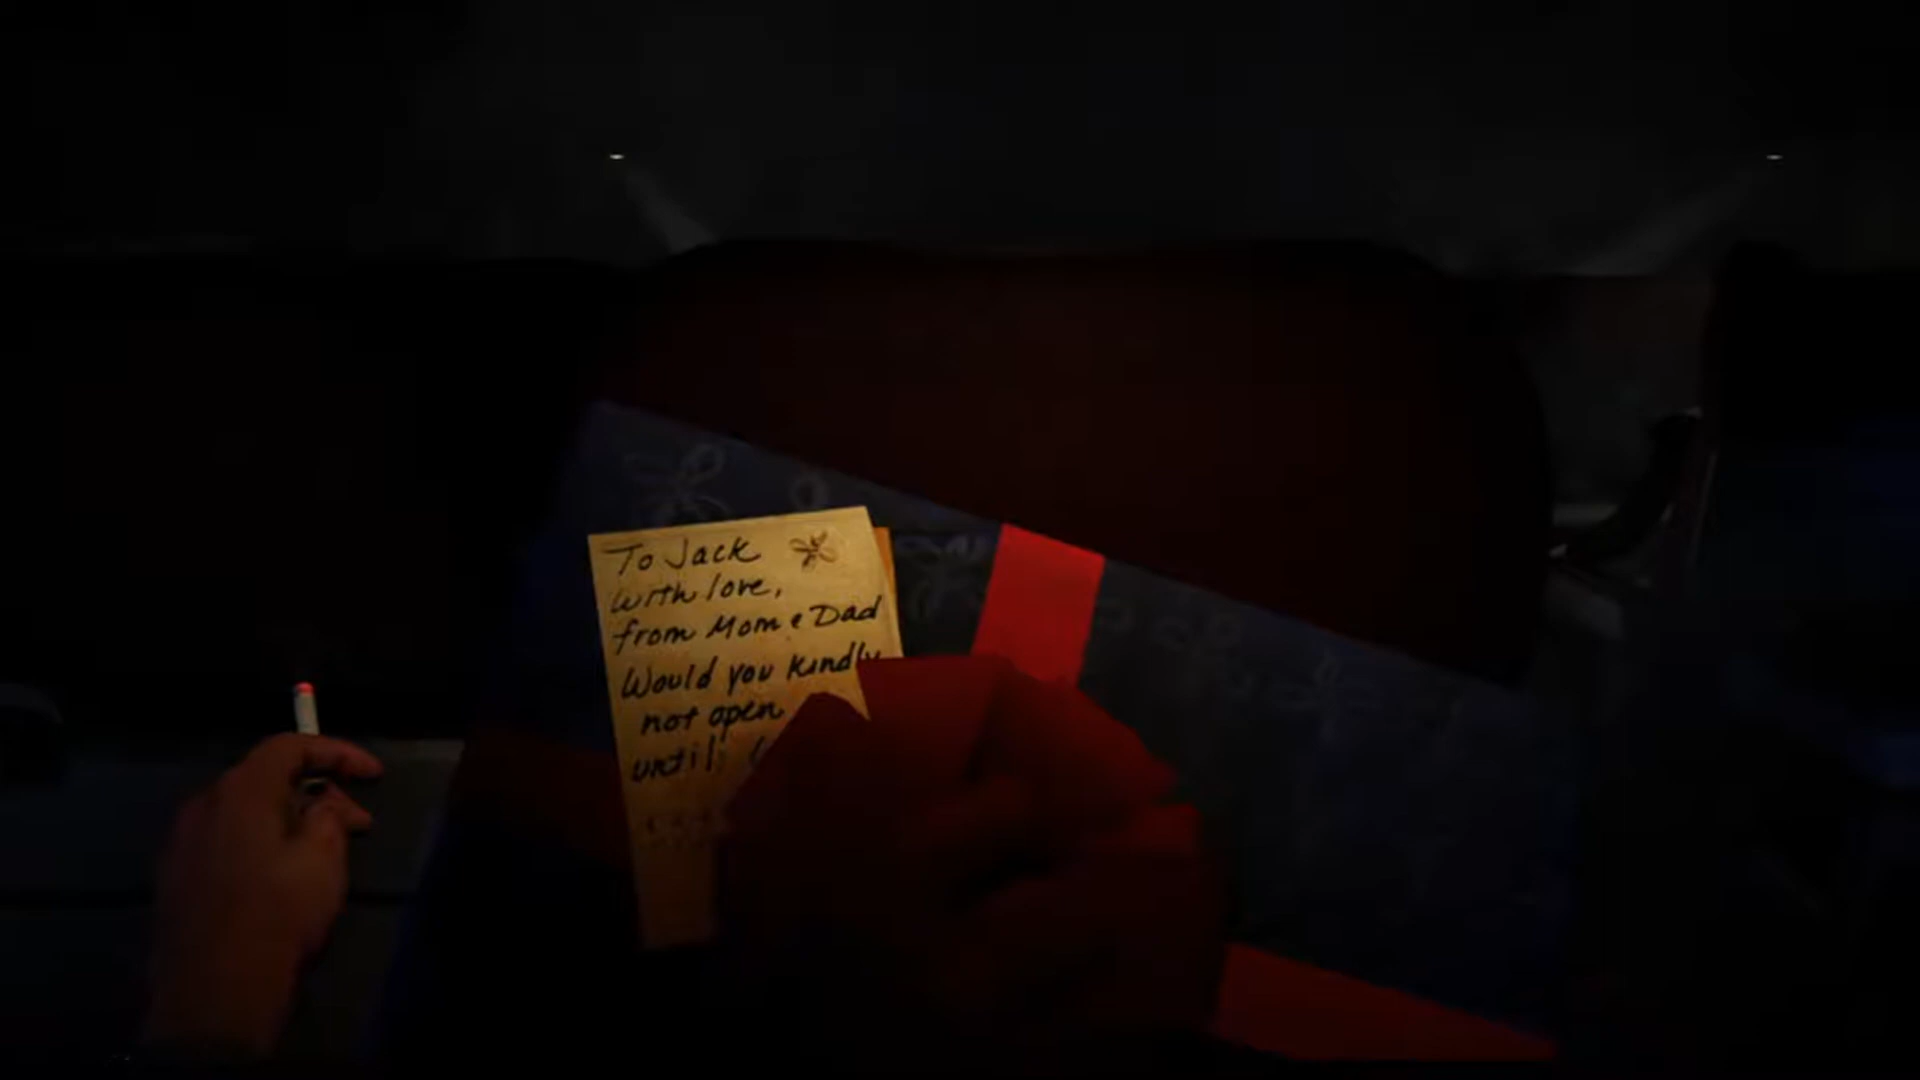 To Jack
with love,
from Mom & Dad
Would you kindly
not open
until